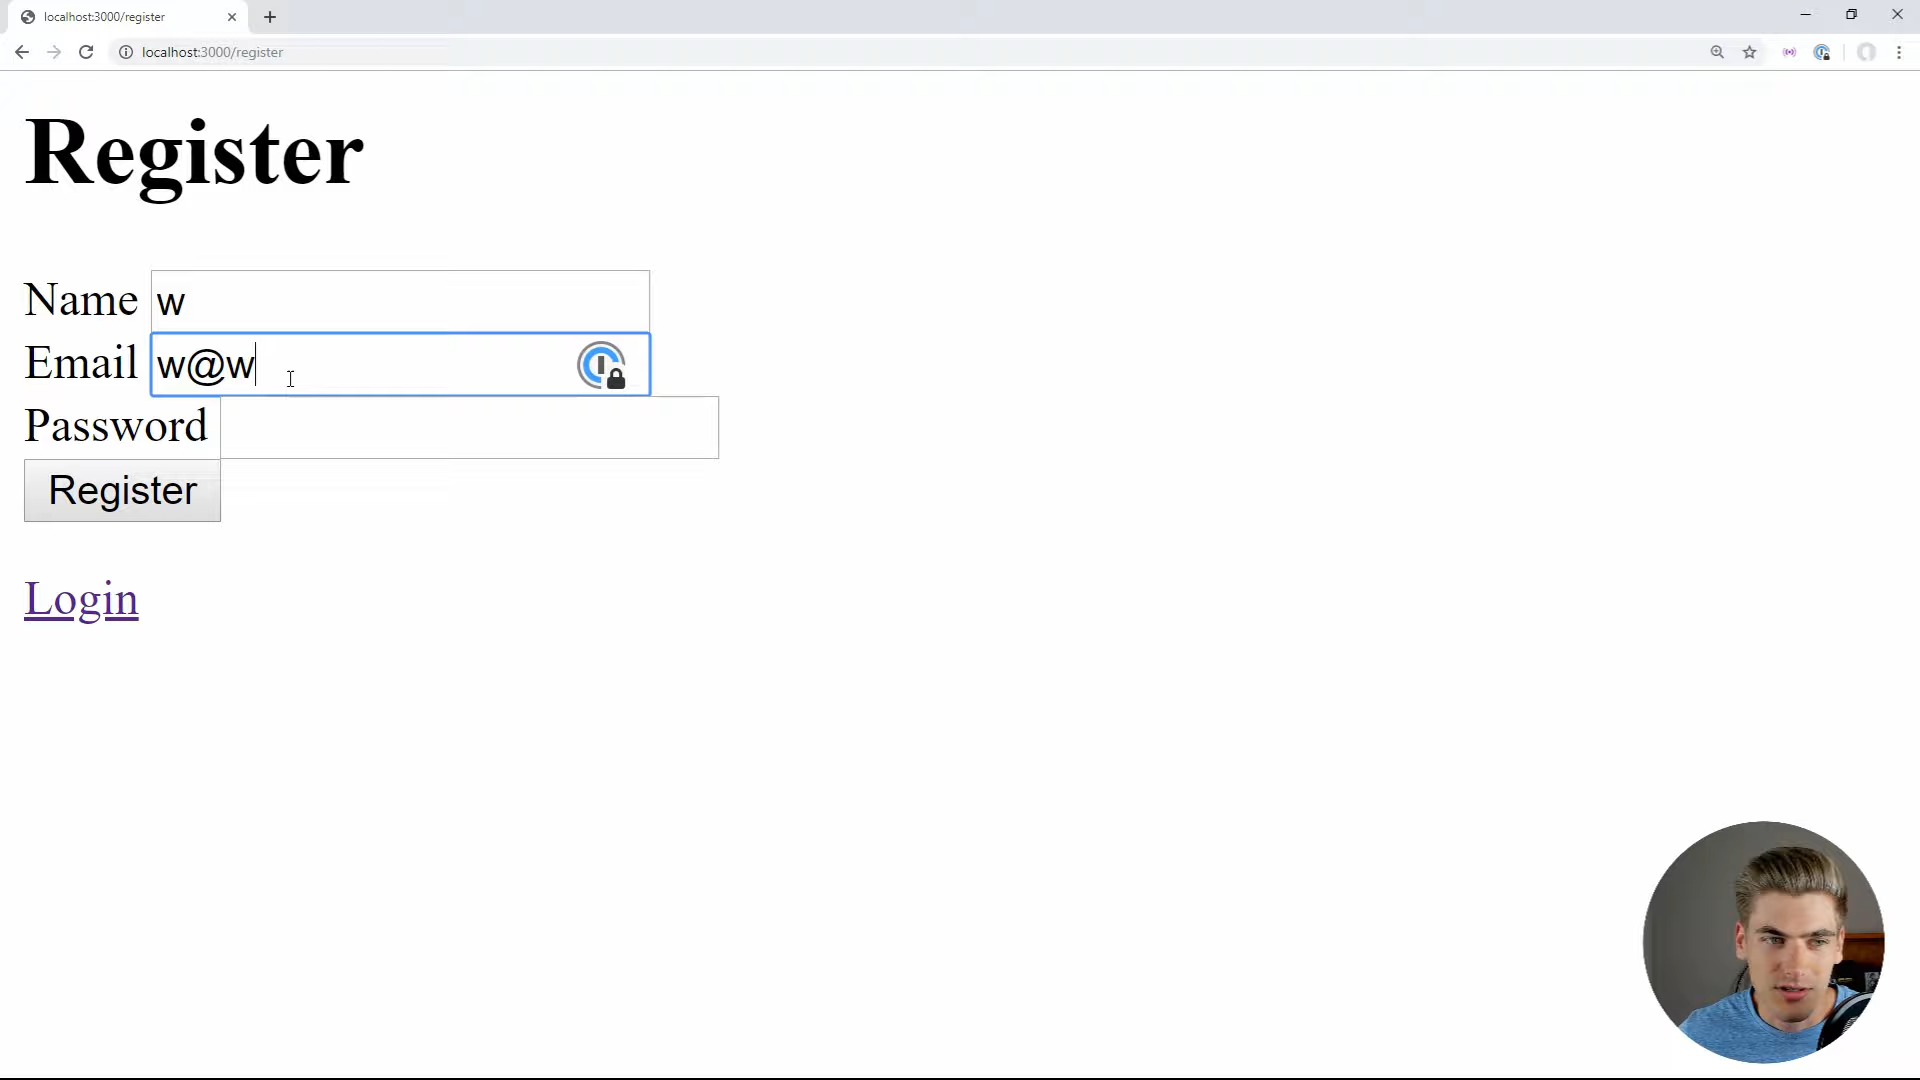 localhost:3000/register
localhost:3000/register
Register
Name w
Email w@w
Password
Register
Login